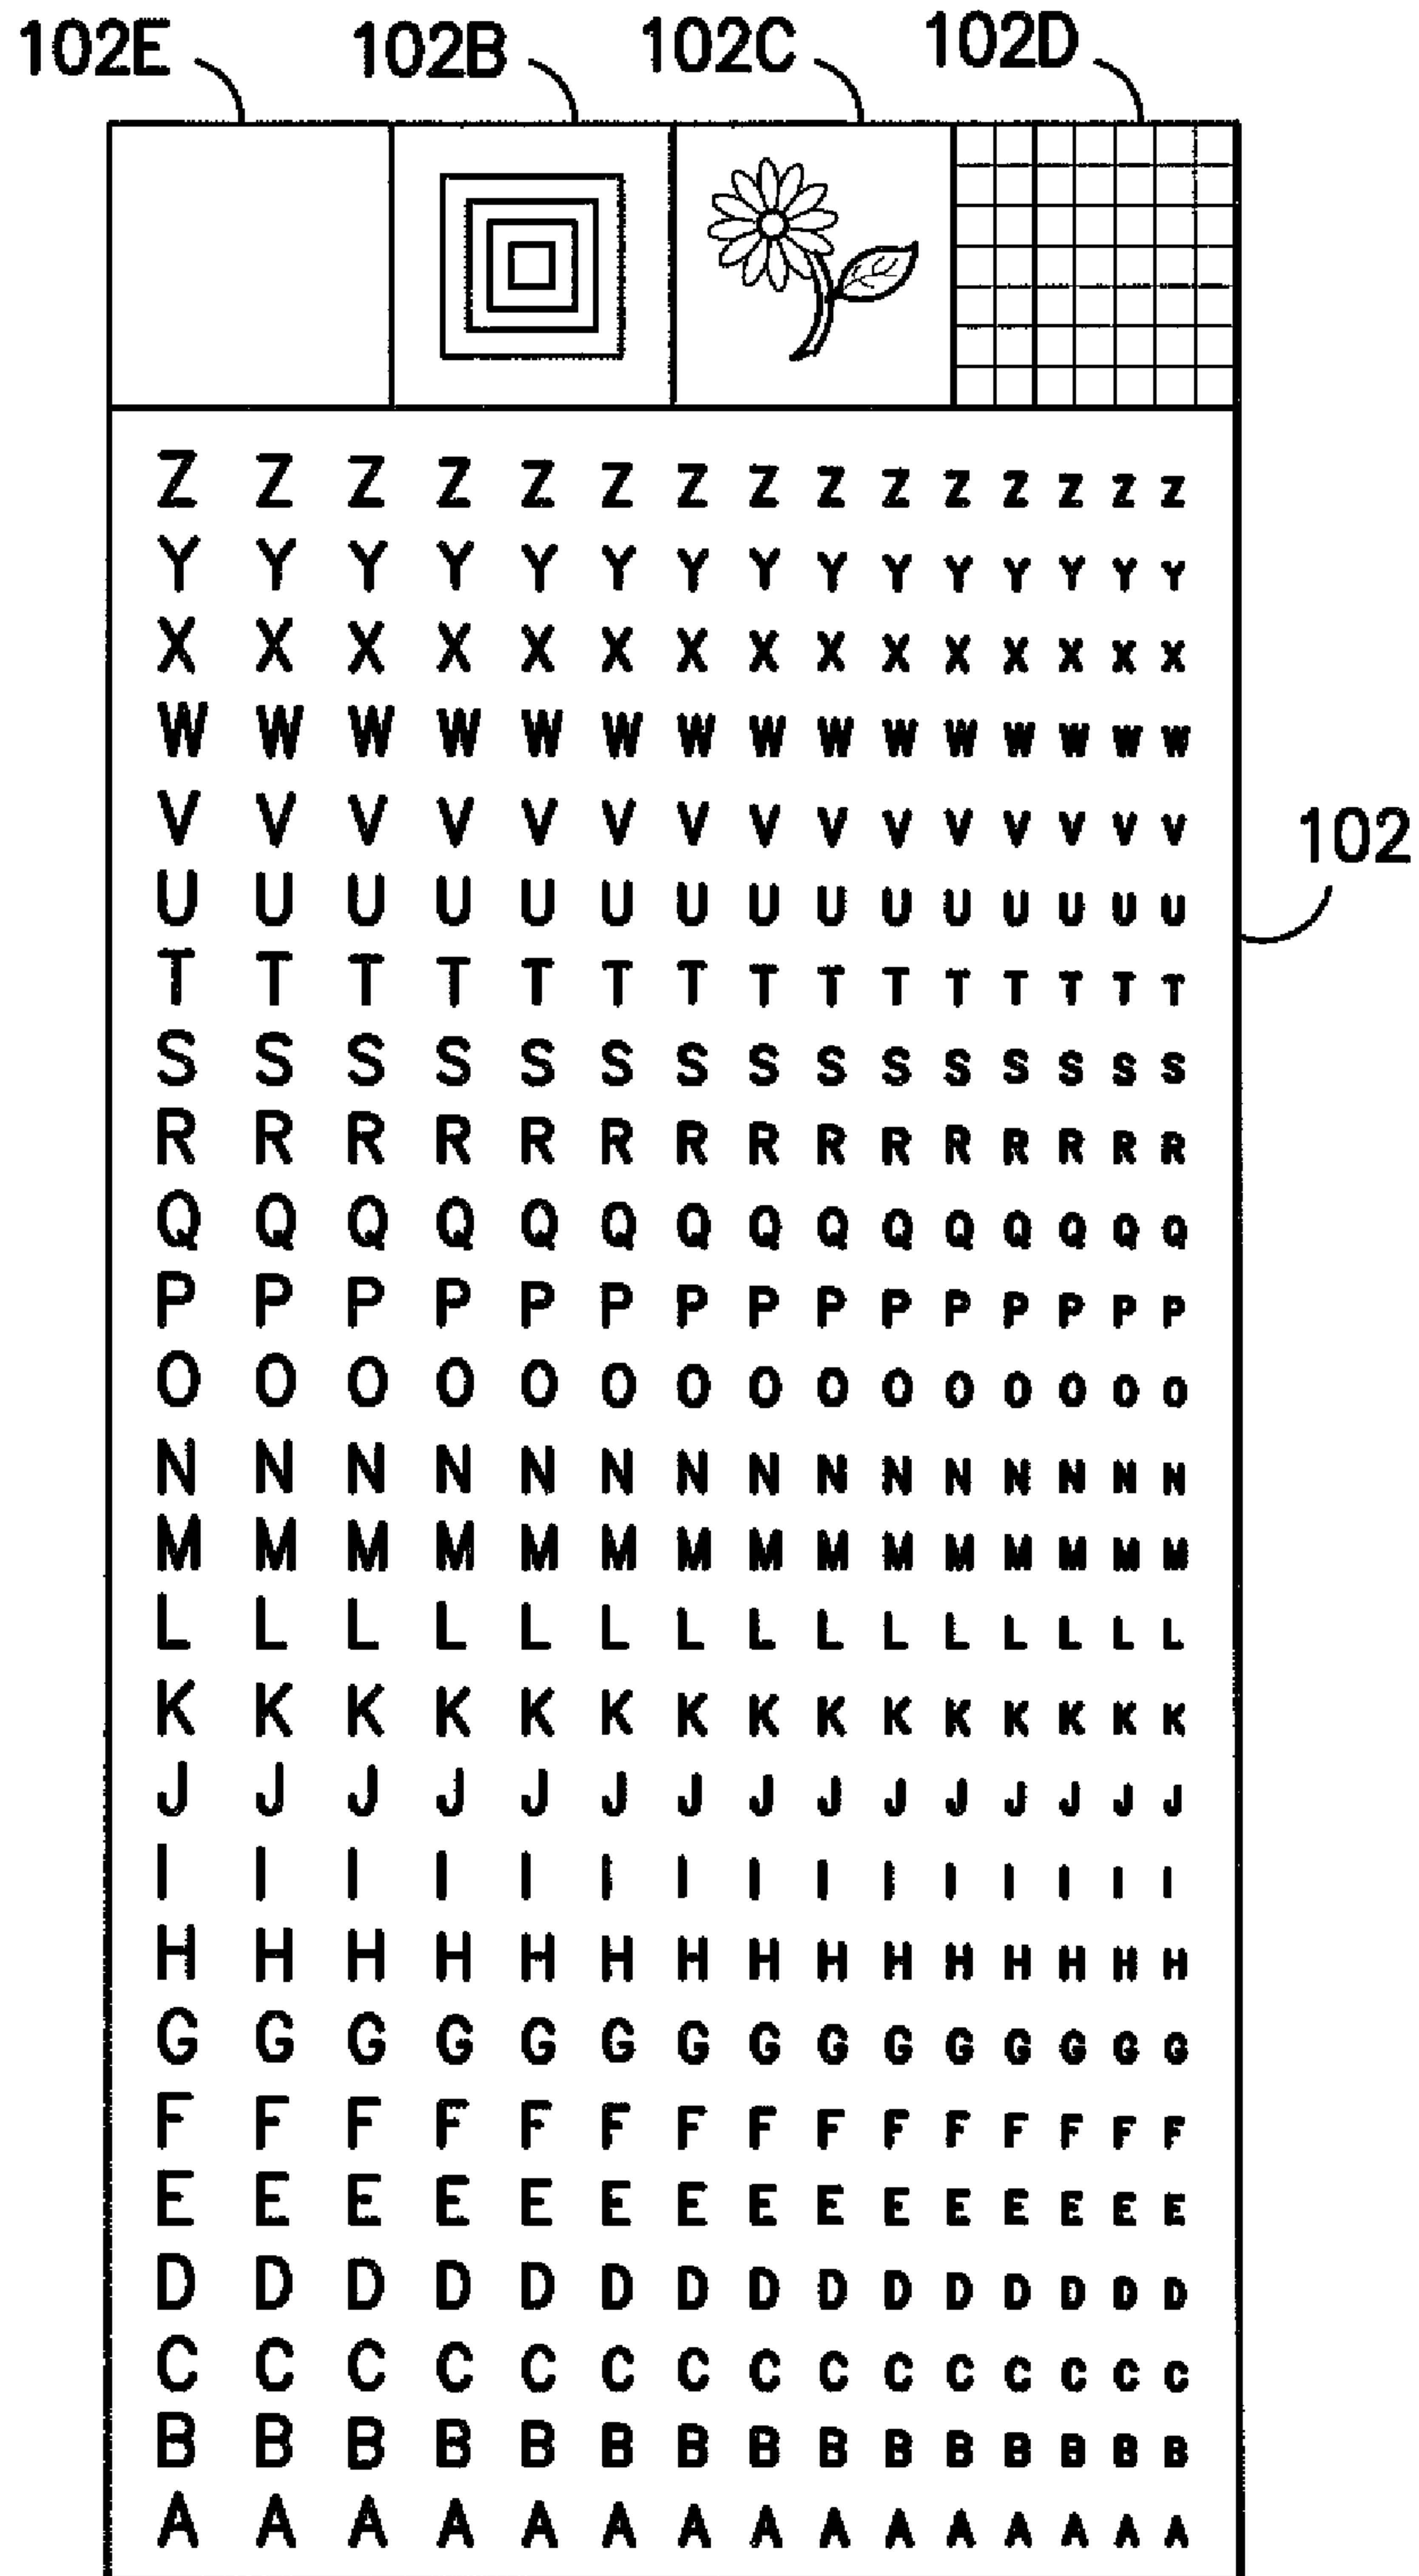 102E 102B 102C 102D
Z Z Z Z Z Z Z Z Z Z Z Z Z Z Z
Y Y Y Y Y Y Y Y Y Y Y Y Y Y Y
X X X X X X X X X X X X X X X
W W W W W W W W W W W W W W W
V V V V V V V V V V V V V V V
102
U U U U U U U U U U U U U U U
T T T T T T T T T T T T T T T
S S S S S S S S S S S S S S S
R R R R R R R R R R R R R R R
Q Q Q Q Q Q Q Q Q Q Q Q Q Q Q
P P P P P P P P P P P P P P P
O O O O O O O O O O O O O O O
N N N N N N N N N N N N N N N
M M M M M M M M M M M M M M M
L L L L L L L L L L L L L L L
K K K K K K K K K K K K K K K
J J J J J J J J J J J J J J J
I I I I I I I I I I I I I I I
H H H H H H H H H H H H H H H
G G G G G G G G G G G G G G G
F F F F F F F F F F F F F F F
E E E E E E E E E E E E E E E
D D D D D D D D D D D D D D D
C C C C C C C C C C C C C C C
B B B B B B B B B B B B B B B
A A A A A A A A A A A A A A A